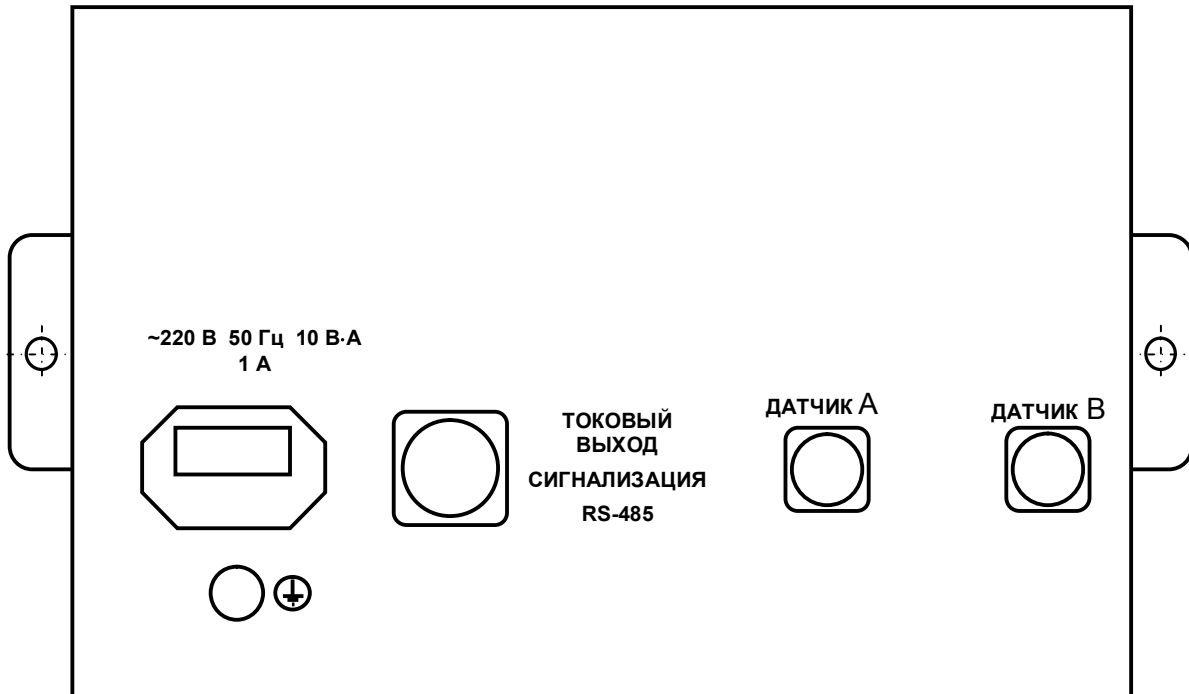 ~220 В 50 Гц 10 В·А
1 А
ТОКОВЫЙ
ВЫХОД
СИГНАЛИЗАЦИЯ
RS-485
ДАТЧИК А
ДАТЧИК В